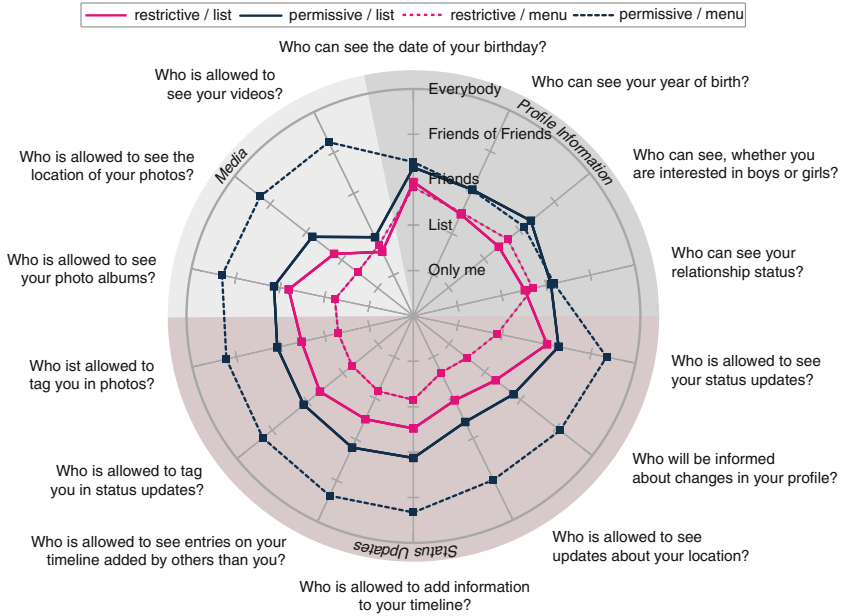 restrictive / list permissive / list restrictive / menu permissive / menu
Who can see the date of your birthday?
Who is allowed to
see your videos?
Who can see your year of birth?
Everybody
Friends of Friends
Friends
List
Only me
Profile Information
Media
Status Updates
Who is allowed to see the
location of your photos?
Who can see, whether you
are interested in boys or girls?
Who is allowed to see
your photo albums?
Who can see your
relationship status?
Who ist allowed to
tag you in photos?
Who is allowed to see
your status updates?
Who is allowed to tag
you in status updates?
Who will be informed
about changes in your profile?
Who is allowed to see entries on your
timeline added by others than you?
Who is allowed to see
updates about your location?
Who is allowed to add information
to your timeline?